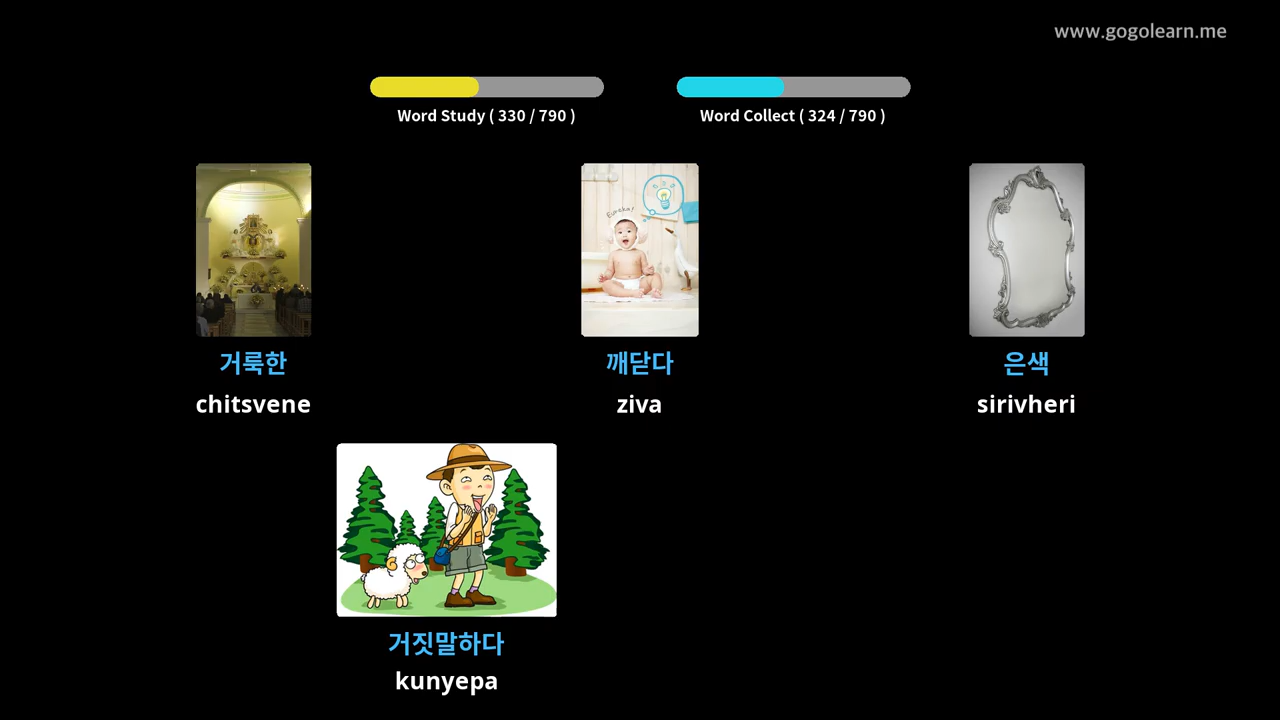 www.gogolearn.me
Word Study ( 330 / 790 )
Word Collect ( 324 / 790 )
Eureka!
거룩한
chitsvene
깨닫다
ziva
은색
sirivheri
거짓말하다
kunyepa